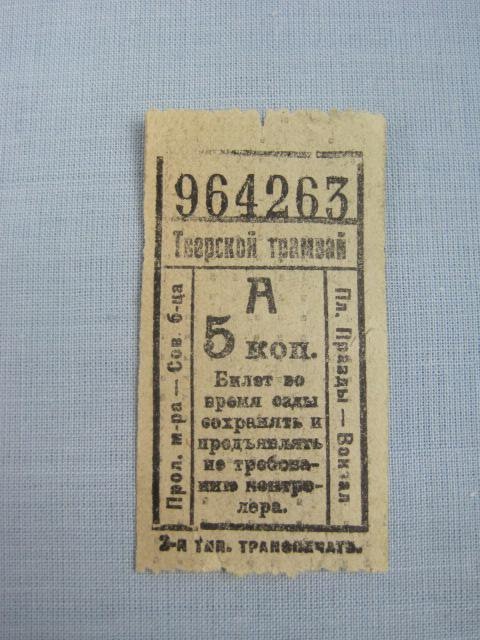 964263
Тверской трамвай
А
5 коп.
Билет во
время езды
сохранять и
предъявлять
по требова-
нию контро-
лера.
Прол. м-ра — Сов. б-ца
Пл. Правды — Вокзал
2-я тип. ТРАНСПЕЧАТЬ.